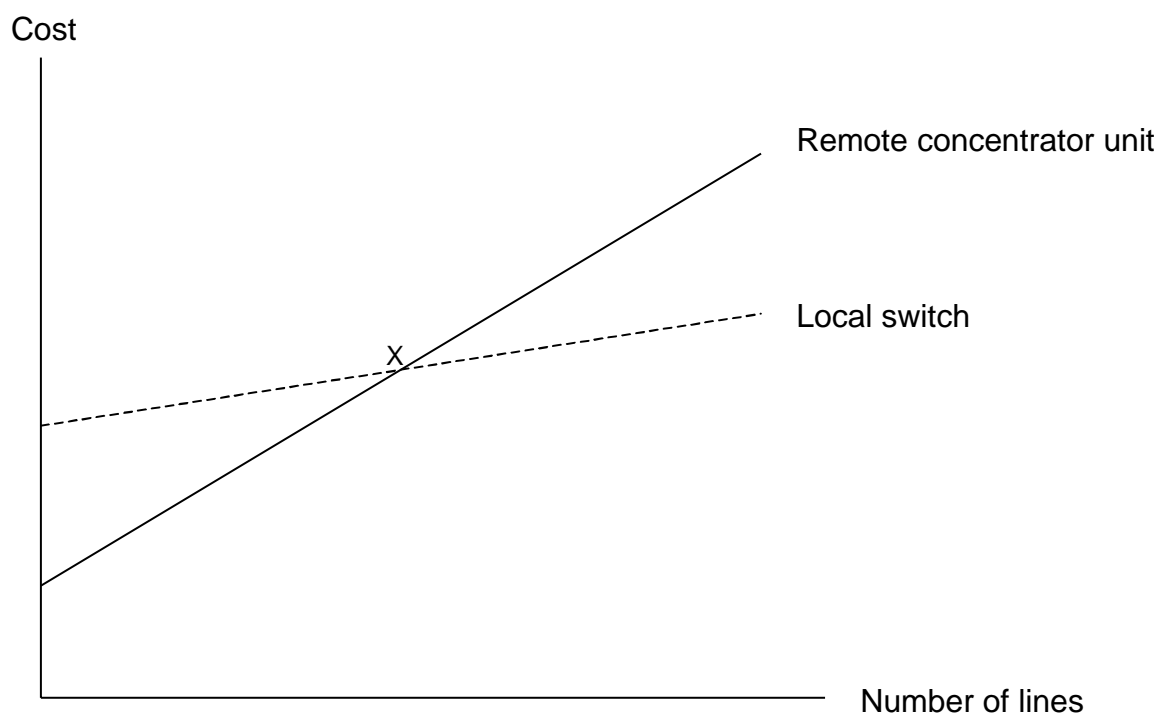 Cost
Remote concentrator unit
Local switch
X
Number of lines